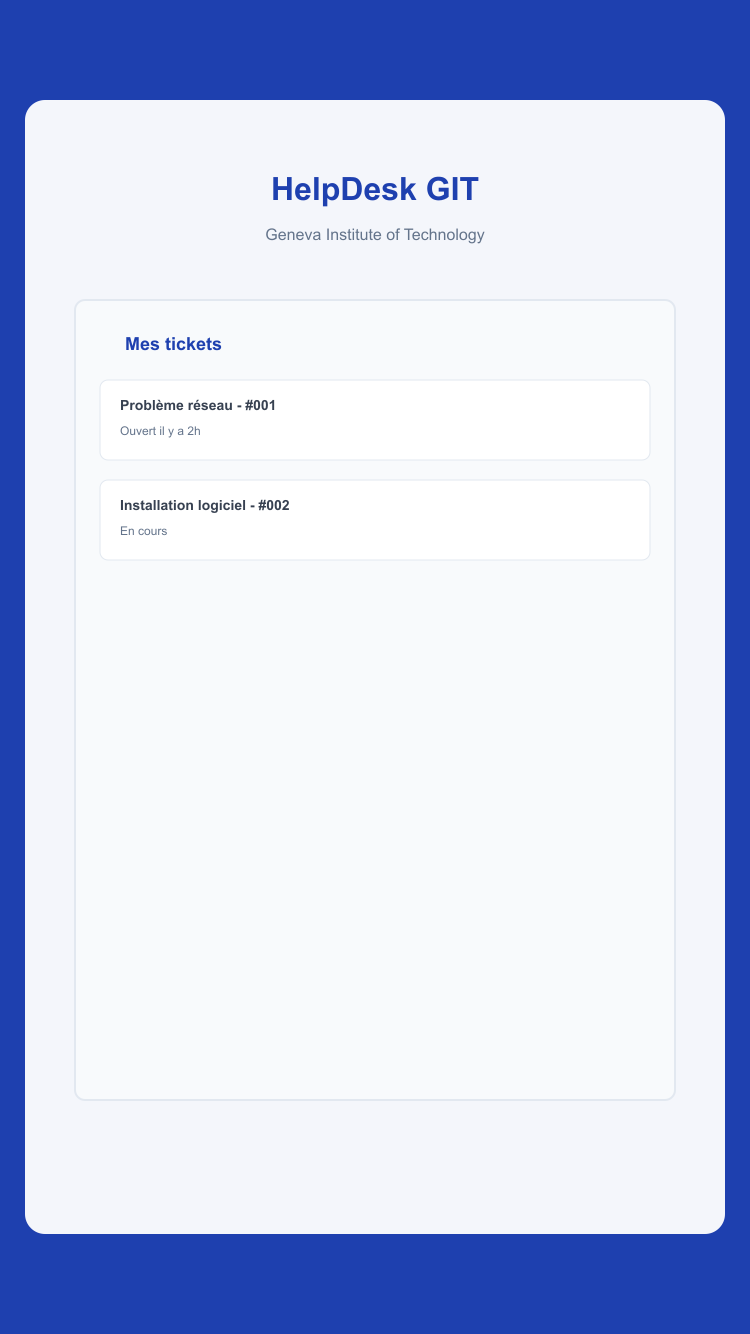 HelpDesk GIT
Geneva Institute of Technology
Mes tickets
Problème réseau - #001
Ouvert il y a 2h
Installation logiciel - #002
En cours